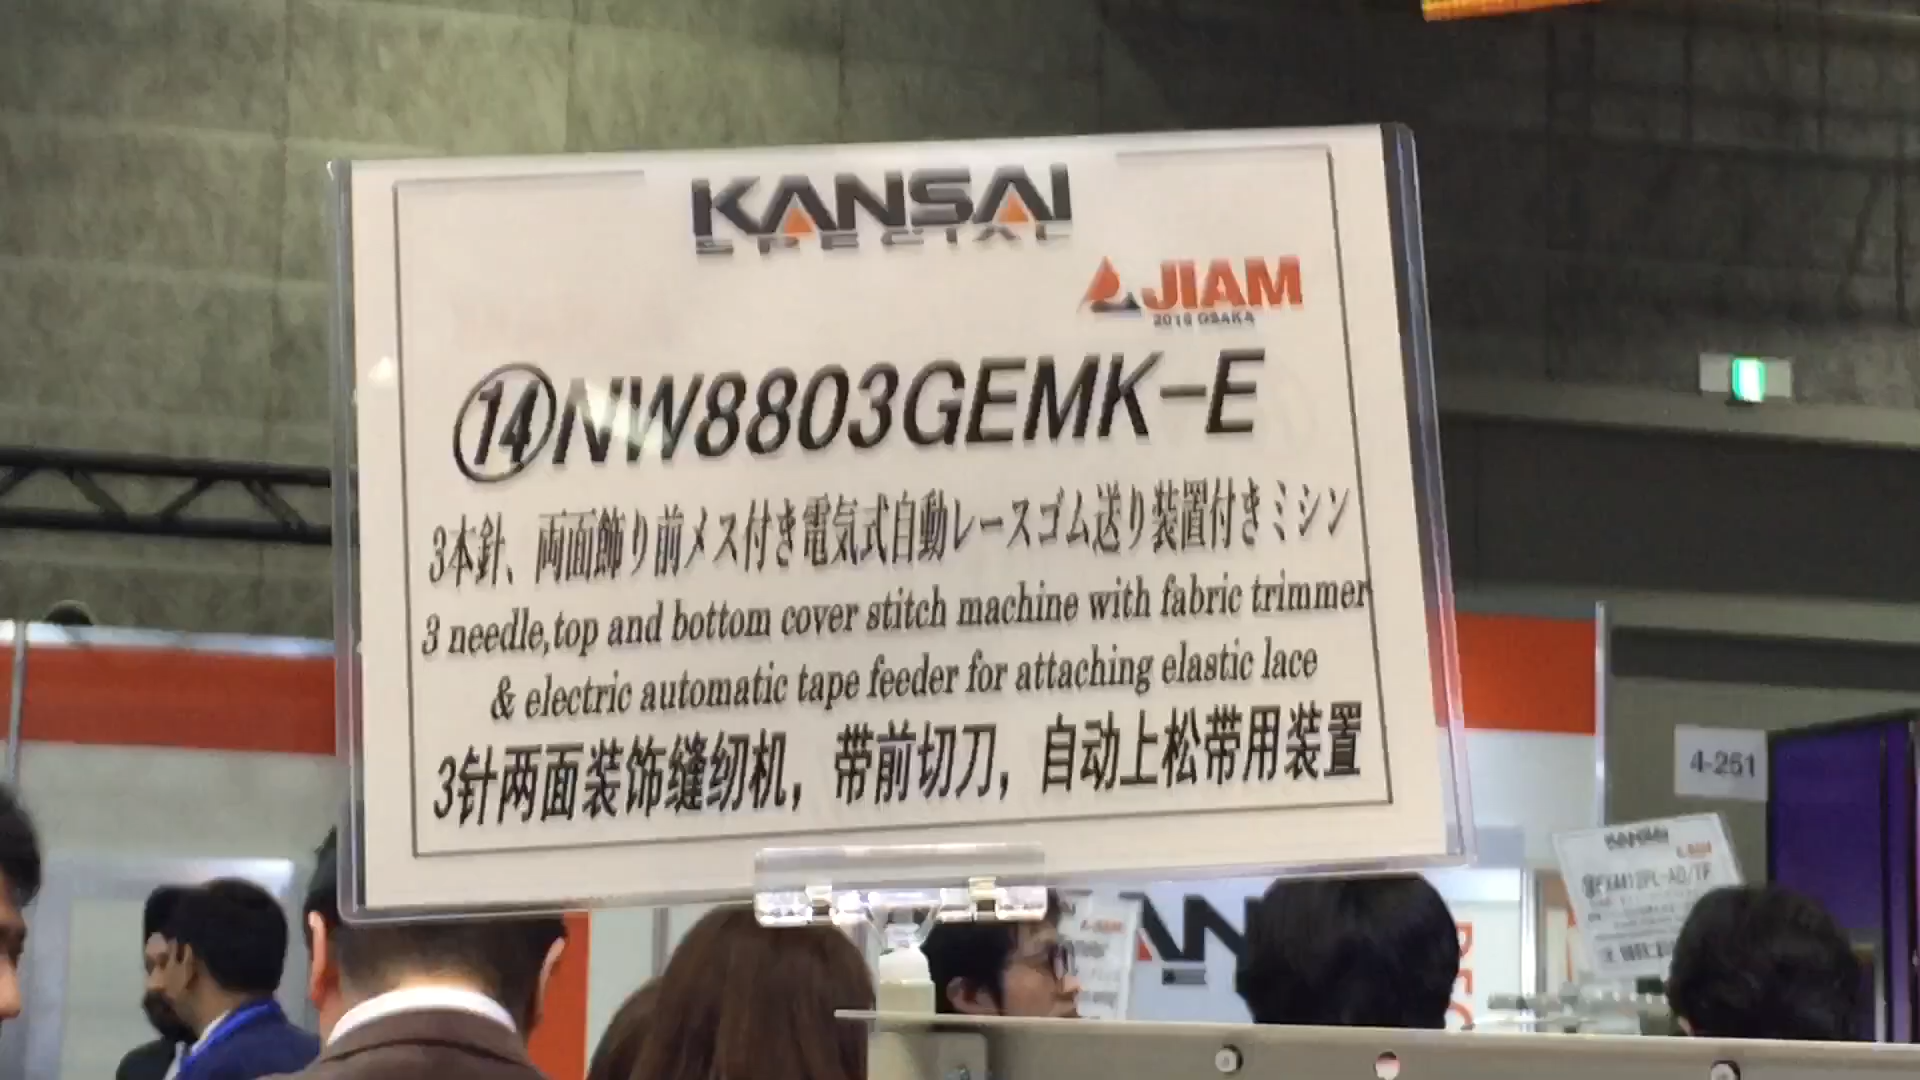 KANSAI
SPECIAL
JIAM
2016 OSAKA
⑭NW8803GEMK-E
3本針、両面飾り前メス付き電気式自動レースゴム送り装置付きミシン
3 needle,top and bottom cover stitch machine with fabric trimmer
& electric automatic tape feeder for attaching elastic lace
3针两面装饰缝纫机，带前切刀，自动上松带用装置
4-251
KANSAI
JIAM